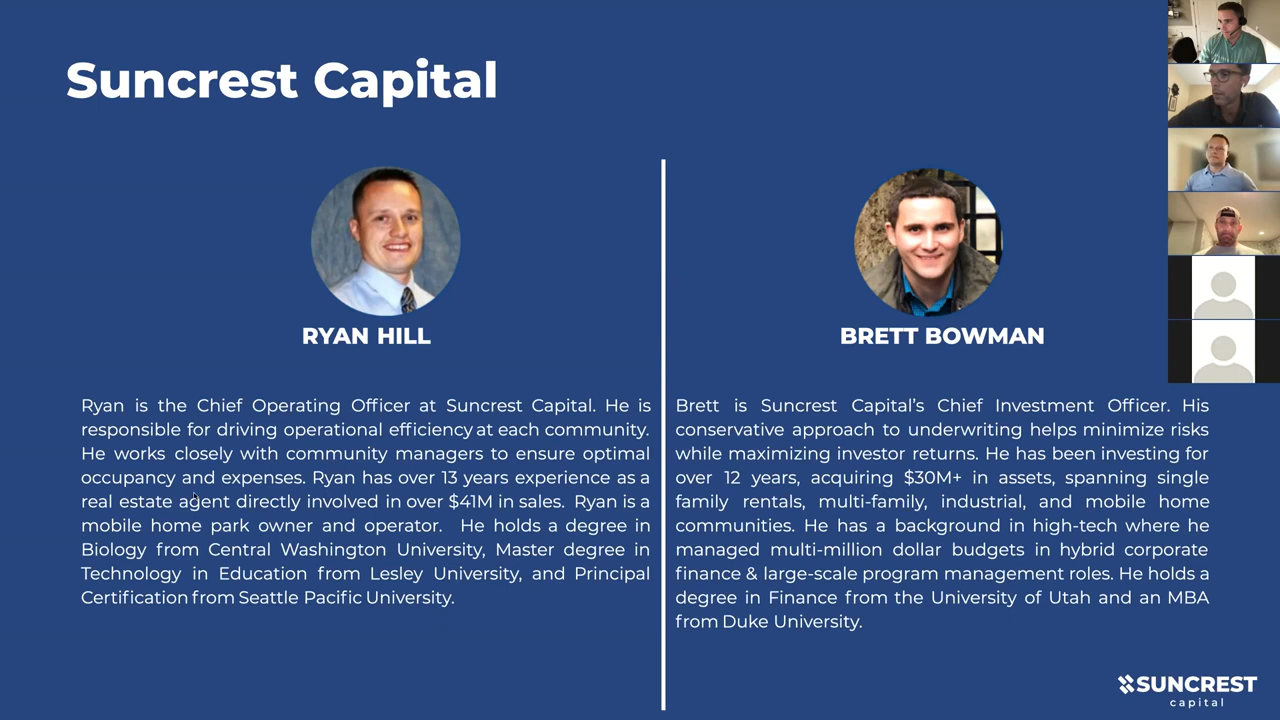 Suncrest Capital
RYAN HILL
Ryan is the Chief Operating Officer at Suncrest Capital. He is
responsible for driving operational efficiency at each community.
He works closely with community managers to ensure optimal
occupancy and expenses. Ryan has over 13 years experience as a
real estate agent directly involved in over $41M in sales. Ryan is a
mobile home park owner and operator. He holds a degree in
Biology from Central Washington University, Master degree in
Technology in Education from Lesley University, and Principal
Certification from Seattle Pacific University.
BRETT BOWMAN
Brett is Suncrest Capital’s Chief Investment Officer. His
conservative approach to underwriting helps minimize risks
while maximizing investor returns. He has been investing for
over 12 years, acquiring $30M+ in assets, spanning single
family rentals, multi-family, industrial, and mobile home
communities. He has a background in high-tech where he
managed multi-million dollar budgets in hybrid corporate
finance & large-scale program management roles. He holds a
degree in Finance from the University of Utah and an MBA
from Duke University.
SUNCREST
capital